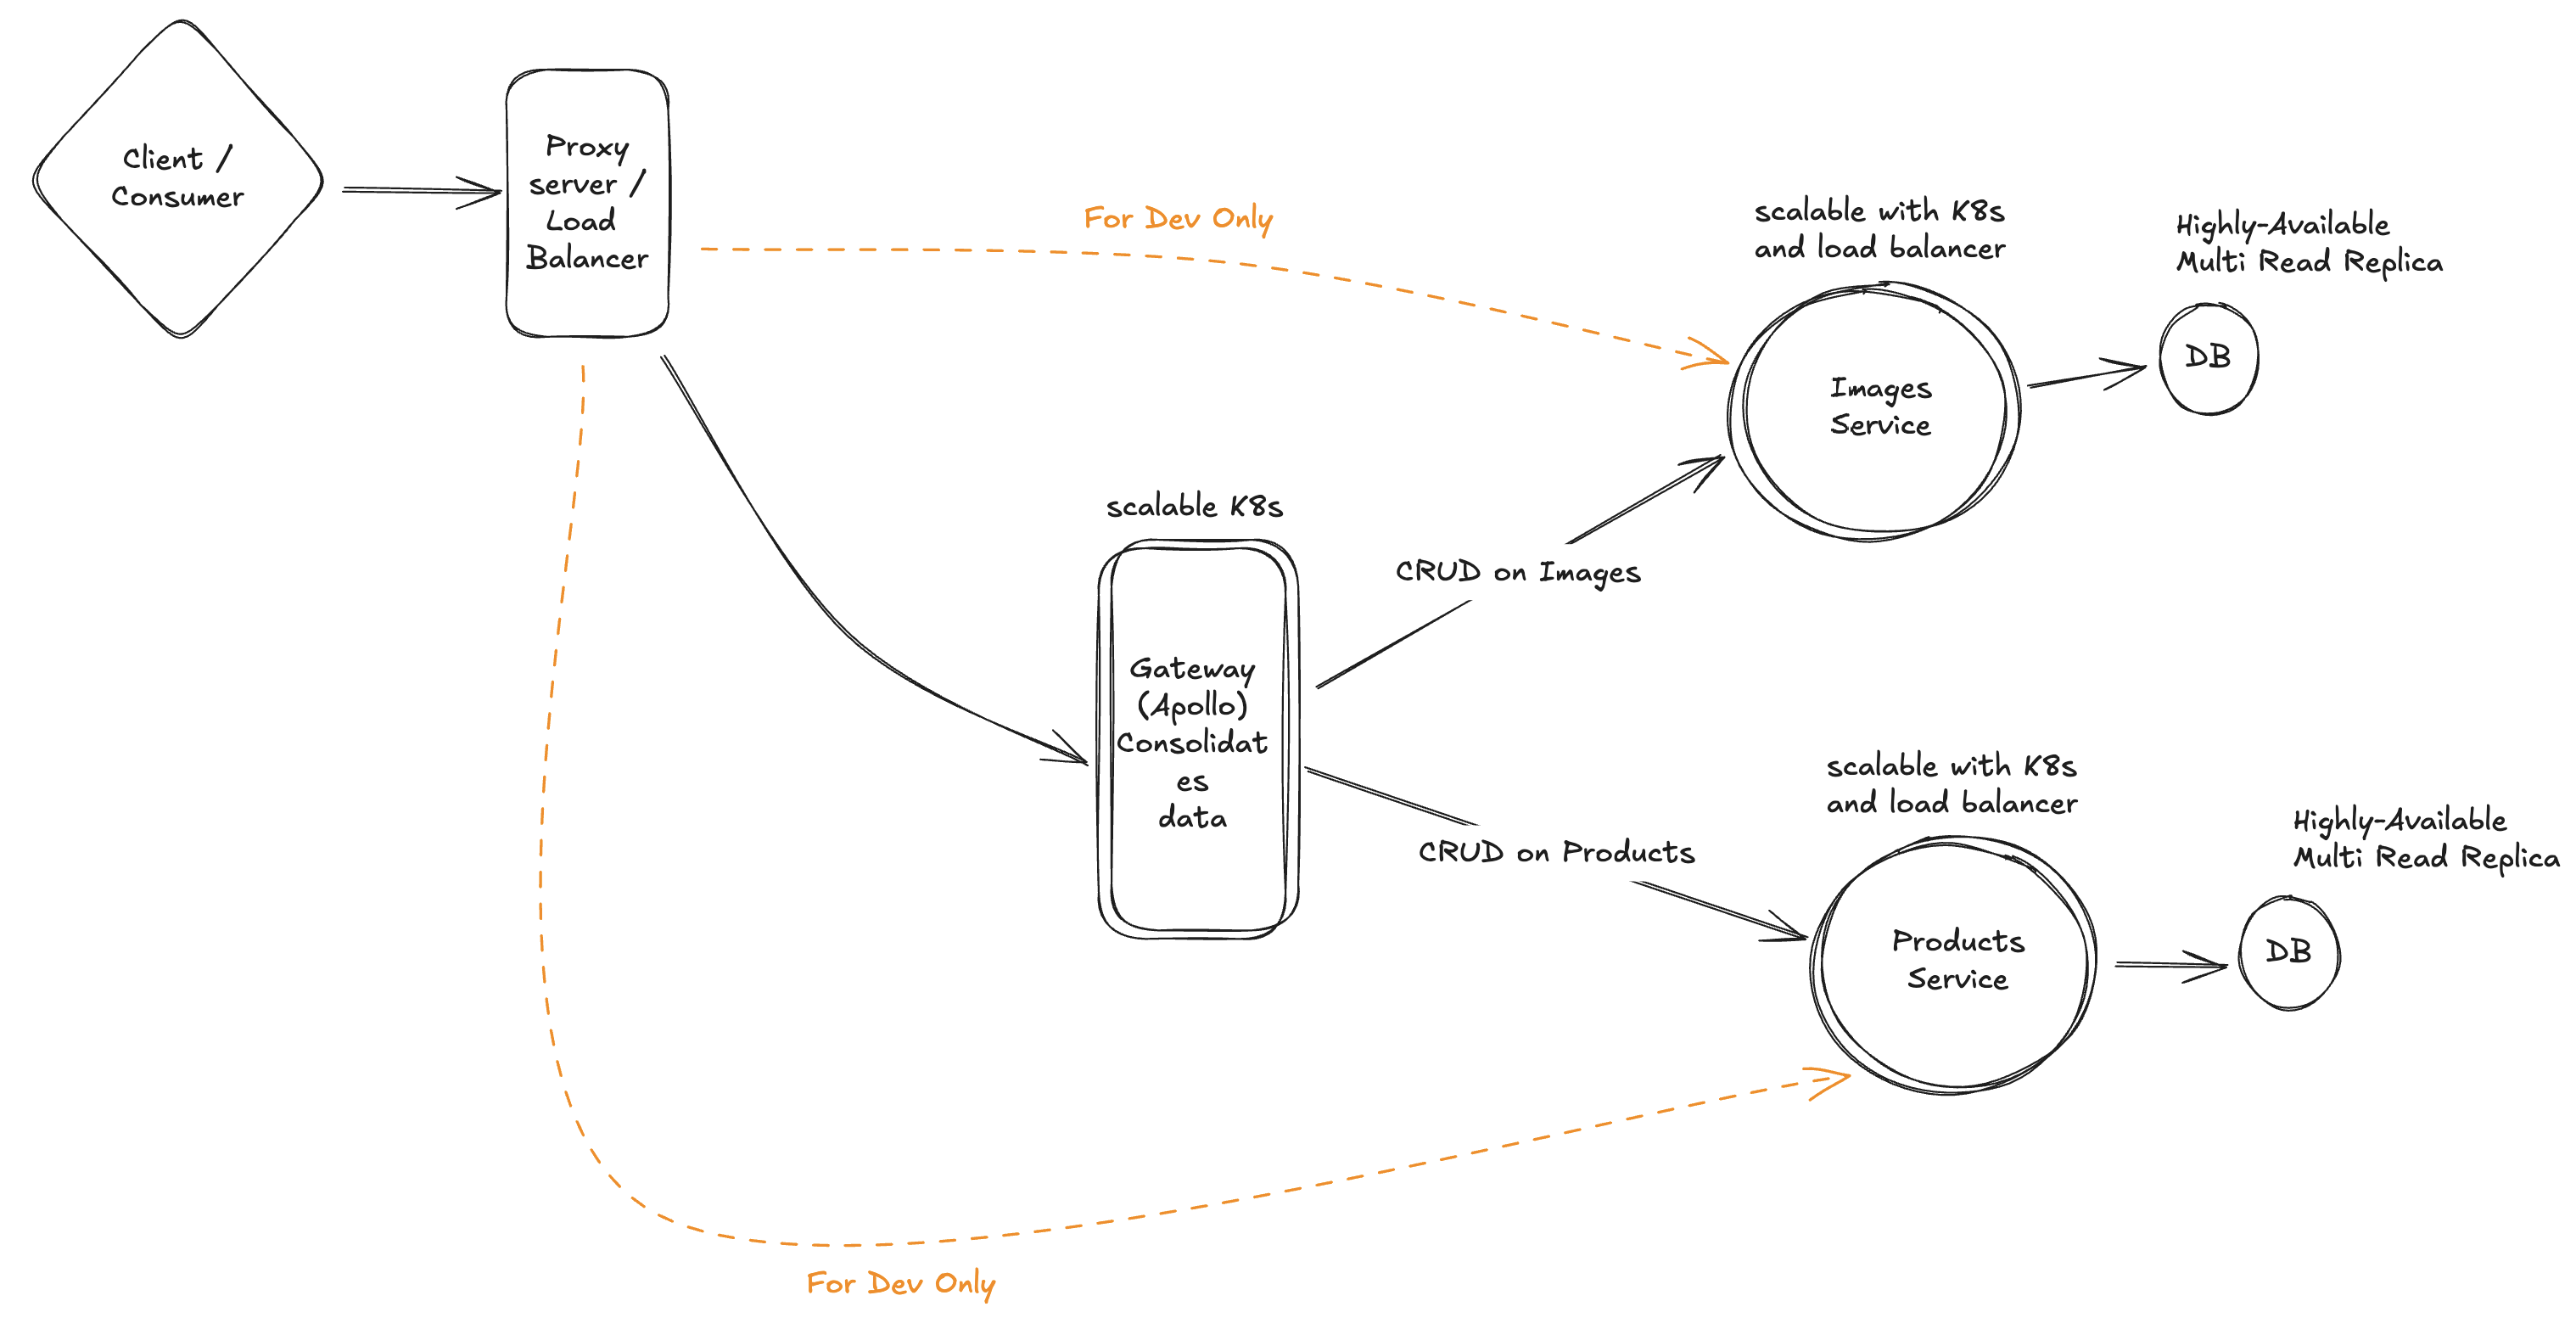 Client /
Consumer
Proxy
server /
Load
Balancer
For Dev Only
scalable with K8s
and load balancer
Highly-Available
Multi Read Replica
Images
Service
DB
scalable K8s
Gateway
(Apollo)
Consolidat
es
data
CRUD on Images
CRUD on Products
scalable with K8s
and load balancer
Highly-Available
Multi Read Replica
Products
Service
DB
For Dev Only